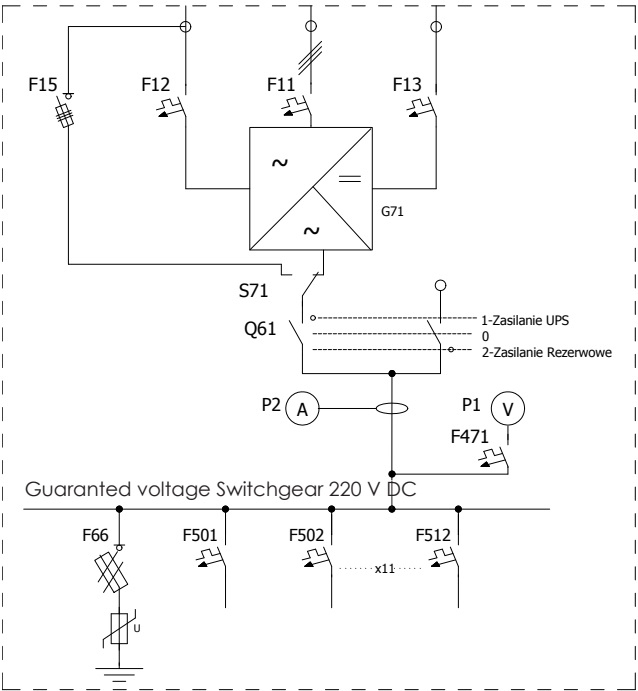 F15
F12
F11
F13
~
~
G71
S71
Q61
1-Zasilanie UPS
0
2-Zasilanie Rezerwowe
P2
A
P1
V
F471
Guaranted voltage Switchgear 220 V DC
F66
F501
F502
F512
x11
U